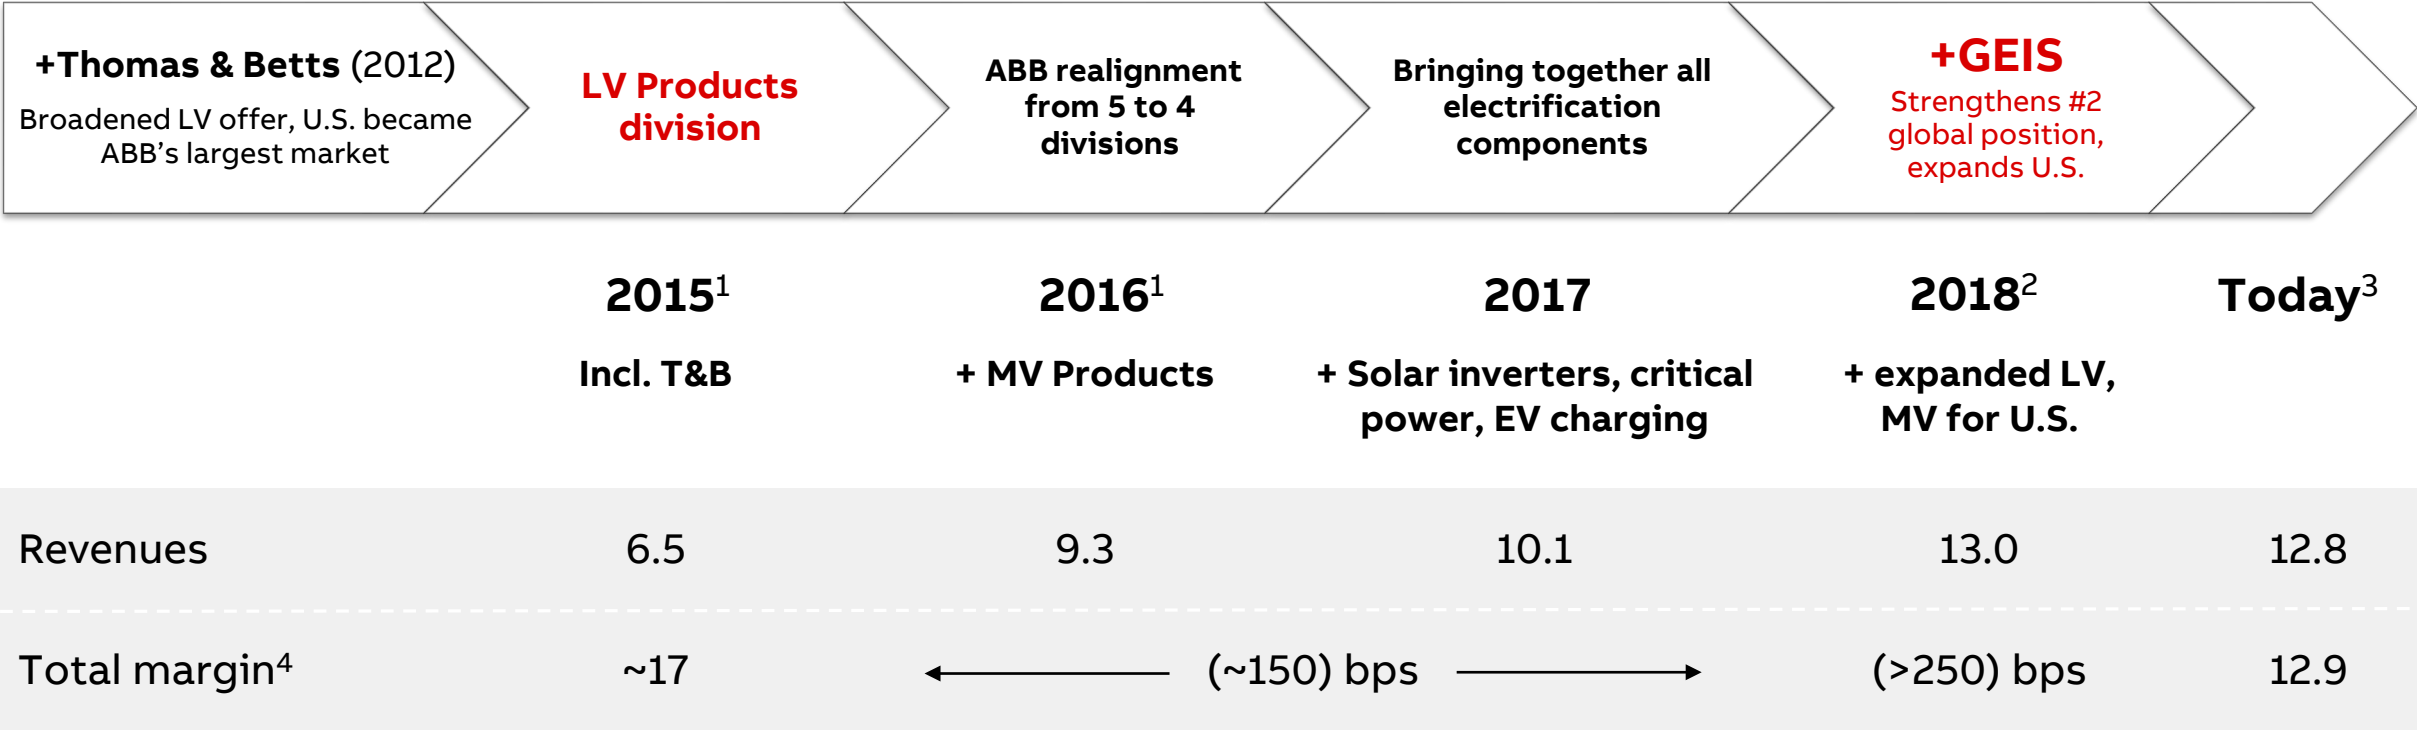 +Thomas & Betts (2012)
Broadened LV offer, U.S. became
ABB’s largest market
LV Products
division
ABB realignment
from 5 to 4
divisions
Bringing together all
electrification
components
+GEIS
Strengthens #2
global position,
expands U.S.
2015¹
2016¹
2017
2018²
Today³
Incl. T&B
+ MV Products
+ Solar inverters, critical
power, EV charging
+ expanded LV,
MV for U.S.
Revenues 6.5 9.3 10.1 13.0 12.8
Total margin⁴ ~17 (~150) bps (>250) bps 12.9